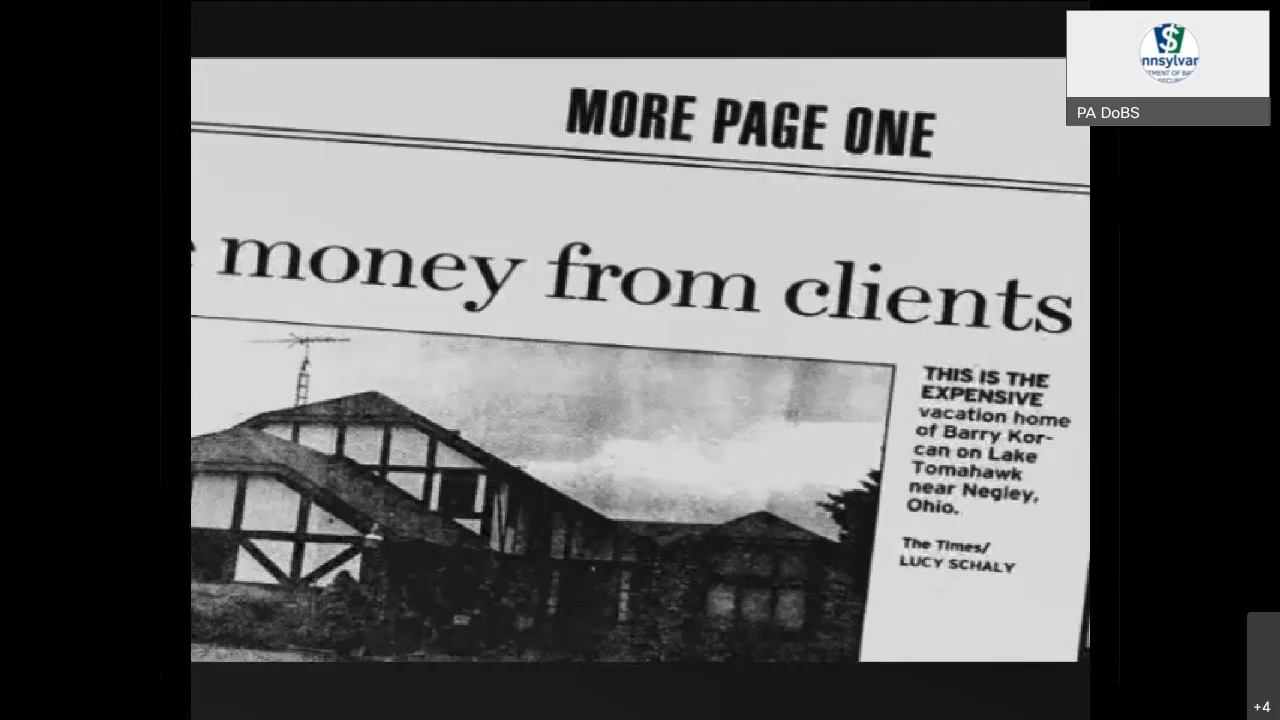 MORE PAGE ONE
money from clients
THIS IS THE
EXPENSIVE
vacation home
of Barry Kor-
can on Lake
Tomahawk
near Negley,
Ohio.
The Times/
LUCY SCHALY
$
nnsylvar
PA DoBS
+4